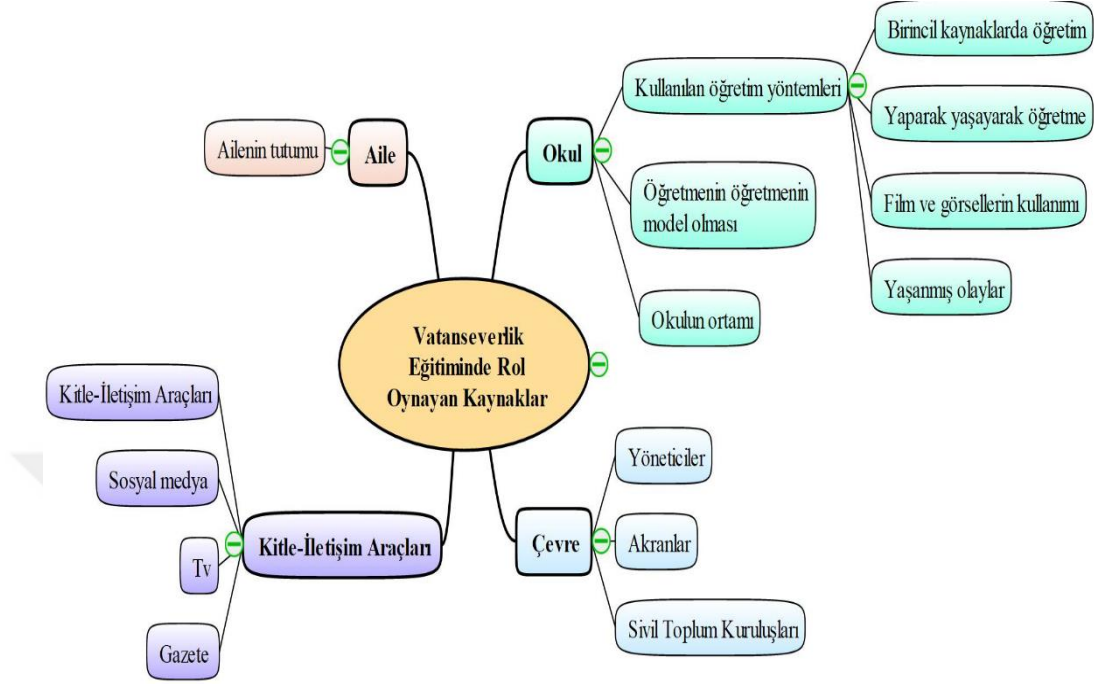 Vatanseverlik
Eğitiminde Rol
Oynayan Kaynaklar
Aile
Ailenin tutumu
Okul
Kullanılan öğretim yöntemleri
Birincil kaynaklarda öğretim
Yaparak yaşayarak öğretme
Film ve görsellerin kullanımı
Yaşanmış olaylar
Öğretmenin öğretmenin
model olması
Okulun ortamı
Kitle-İletişim Araçları
Kitle-İletişim Araçları
Sosyal medya
Tv
Gazete
Çevre
Yöneticiler
Akranlar
Sivil Toplum Kuruluşları